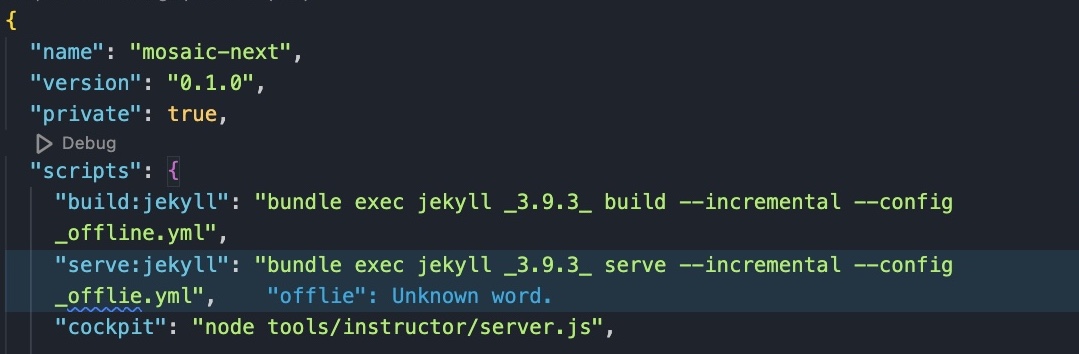 {
"name": "mosaic-next",
"version": "0.1.0",
"private": true,
Debug
"scripts": {
"build:jekyll": "bundle exec jekyll _3.9.3_ build --incremental --config
_offline.yml",
"serve:jekyll": "bundle exec jekyll _3.9.3_ serve --incremental --config
_offlie.yml", "offlie": Unknown word.
"cockpit": "node tools/instructor/server.js",